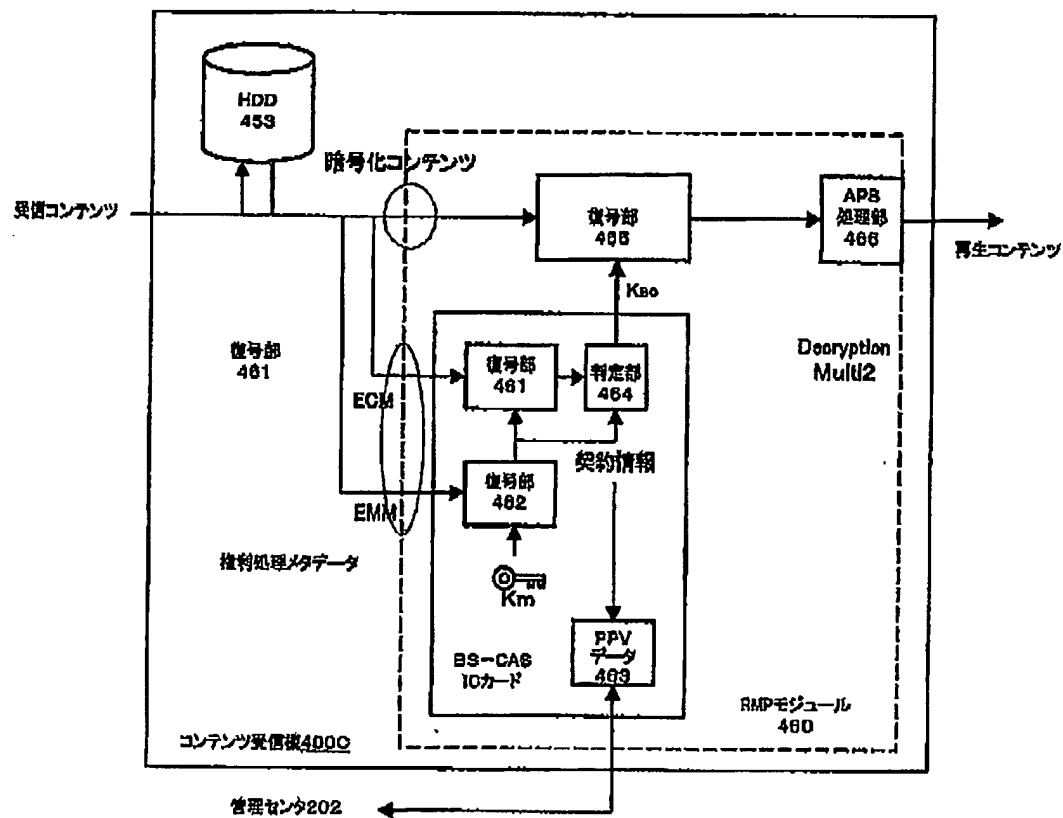 HDD
453
暗号化コンテンツ
受信コンテンツ
復号部
465
APS
処理部
466
再生コンテンツ
復号部
461
ECM
復号部
461
判定部
464
Decryption
Multi2
契約情報
EMM
復号部
462
権利処理メタデータ
Km
BS-CAS
ICカード
PPV
データ
463
RMPモジュール
460
コンテンツ受信機400C
管理センタ202